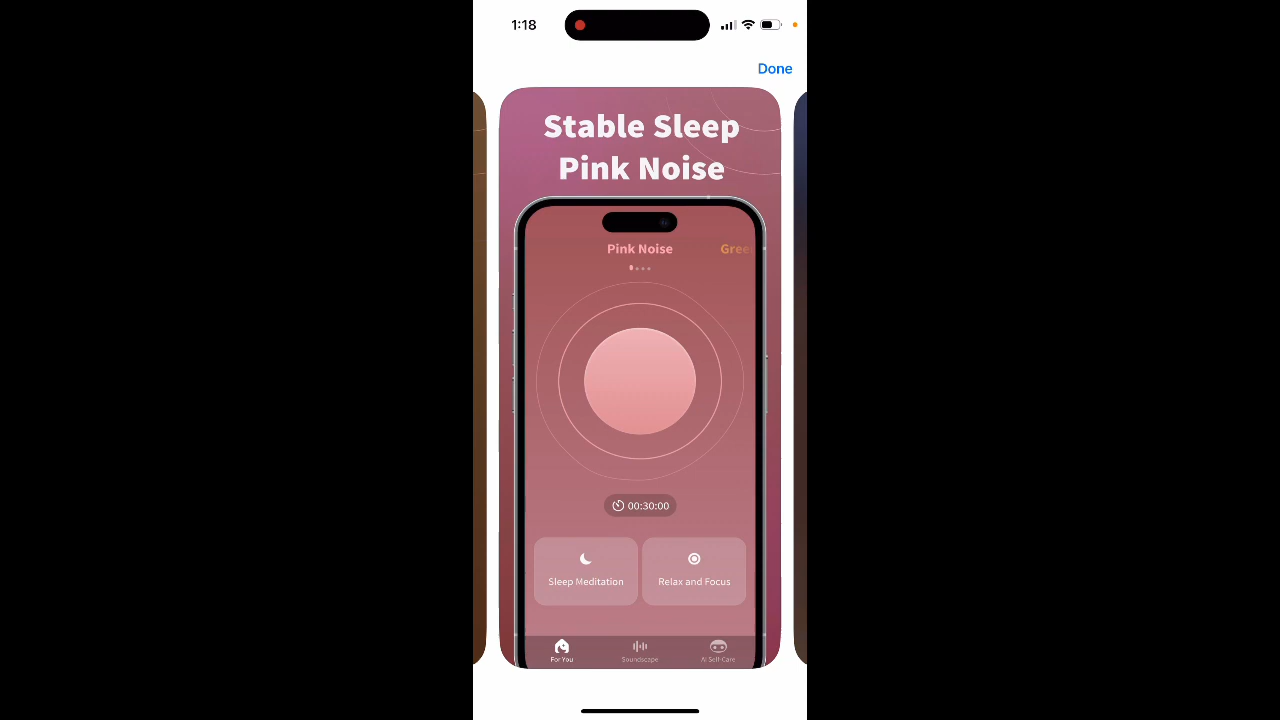 1:18
Done
Stable Sleep
Pink Noise
Pink Noise
Gree
00:30:00
Sleep Meditation
Relax and Focus
For You
Soundscape
AI Self-Care